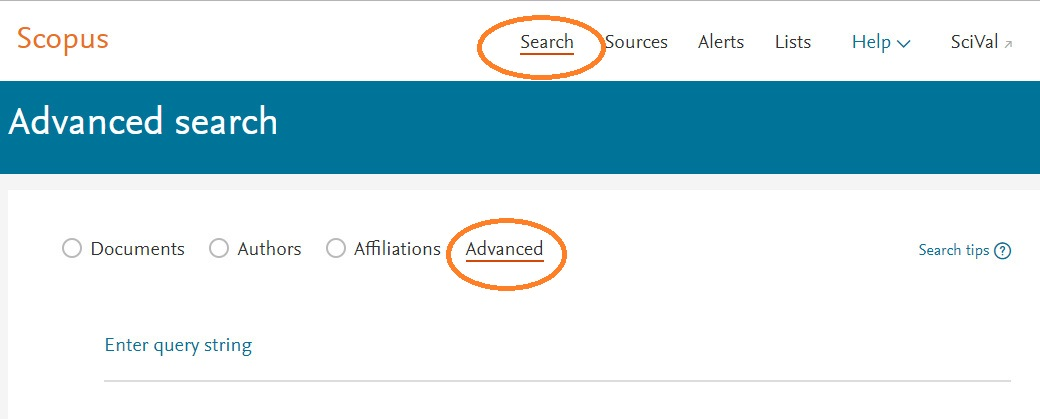 Scopus Search Sources Alerts Lists Help SciVal
Advanced search
Documents Authors Affiliations Advanced Search tips ?
Enter query string